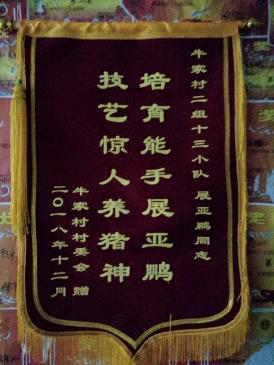 牛家村二组十三小队 展亚鹏同志
培育能手展亚鹏
技艺惊人养猪神
牛家村村委会 赠
二〇一八年十二月